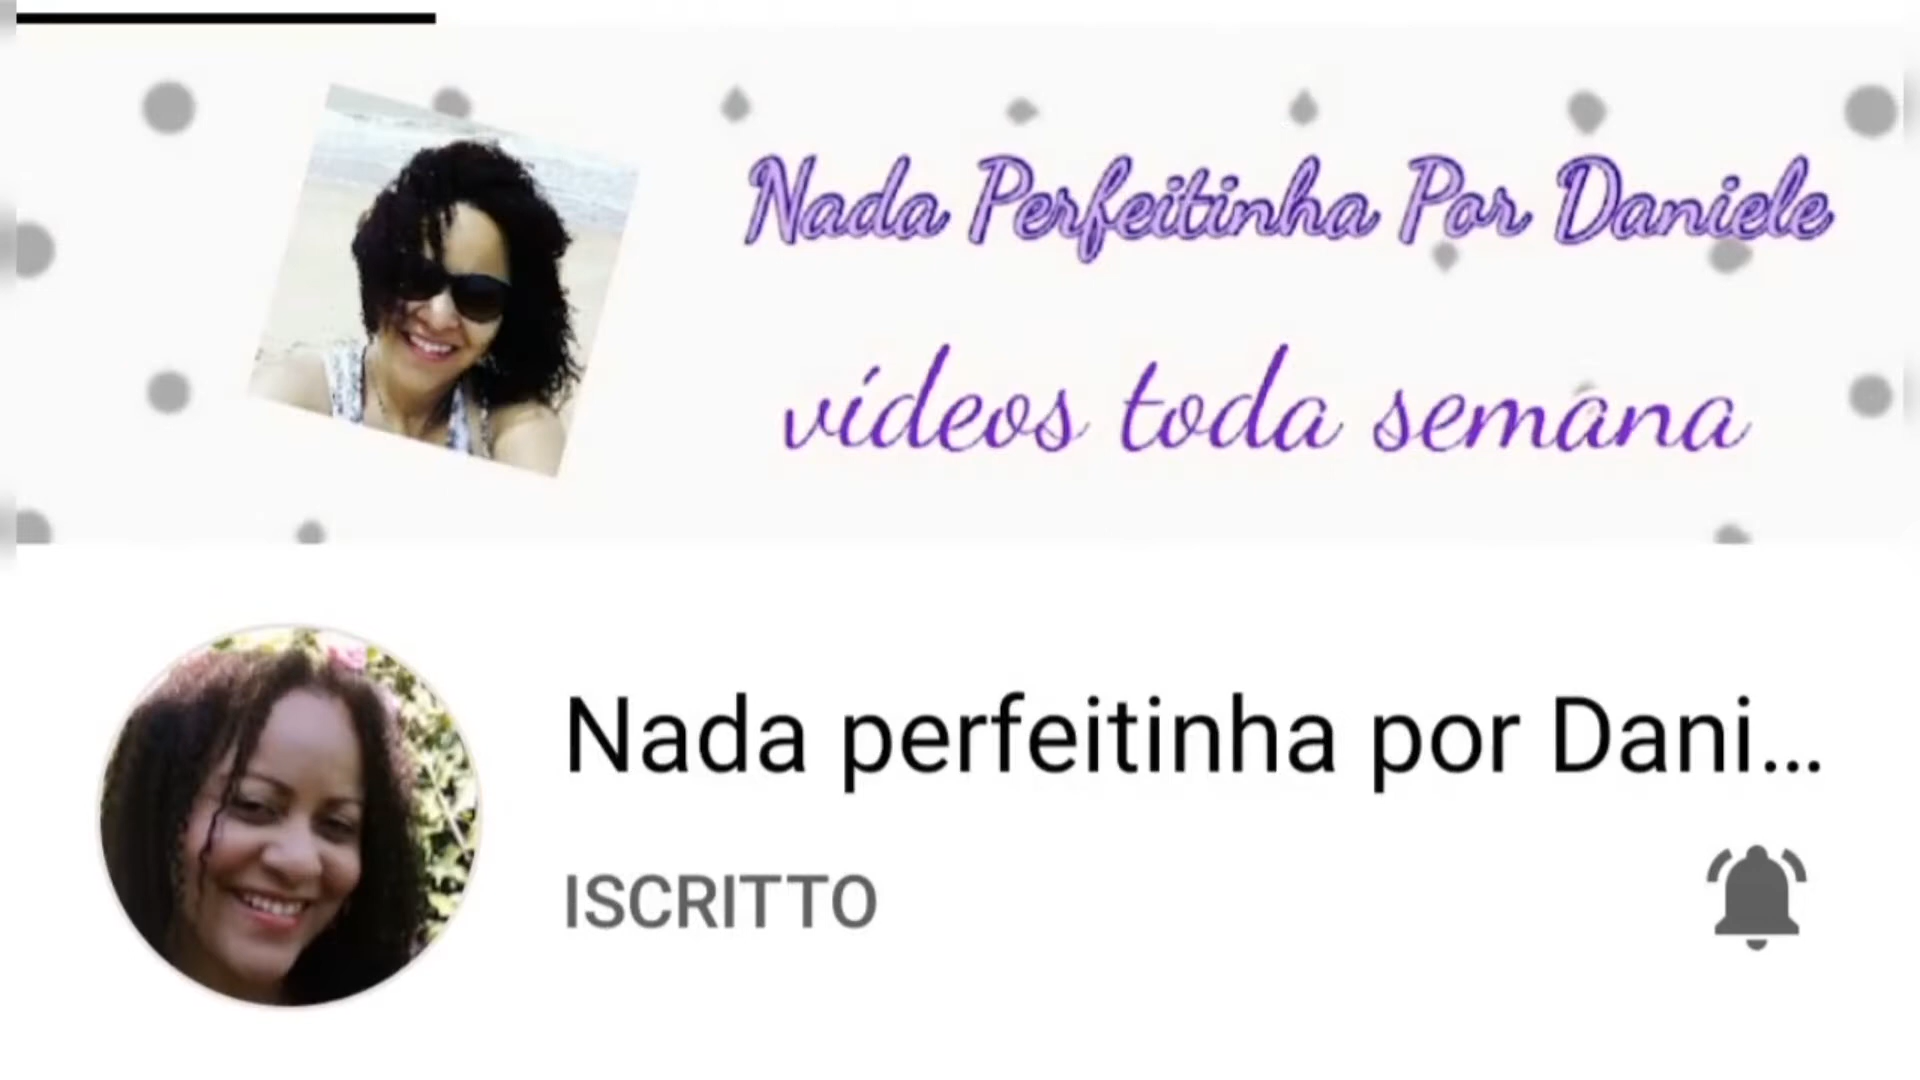 Nada Perfeitinha Por Daniele
vídeos toda semana
Nada perfeitinha por Dani...
ISCRITTO